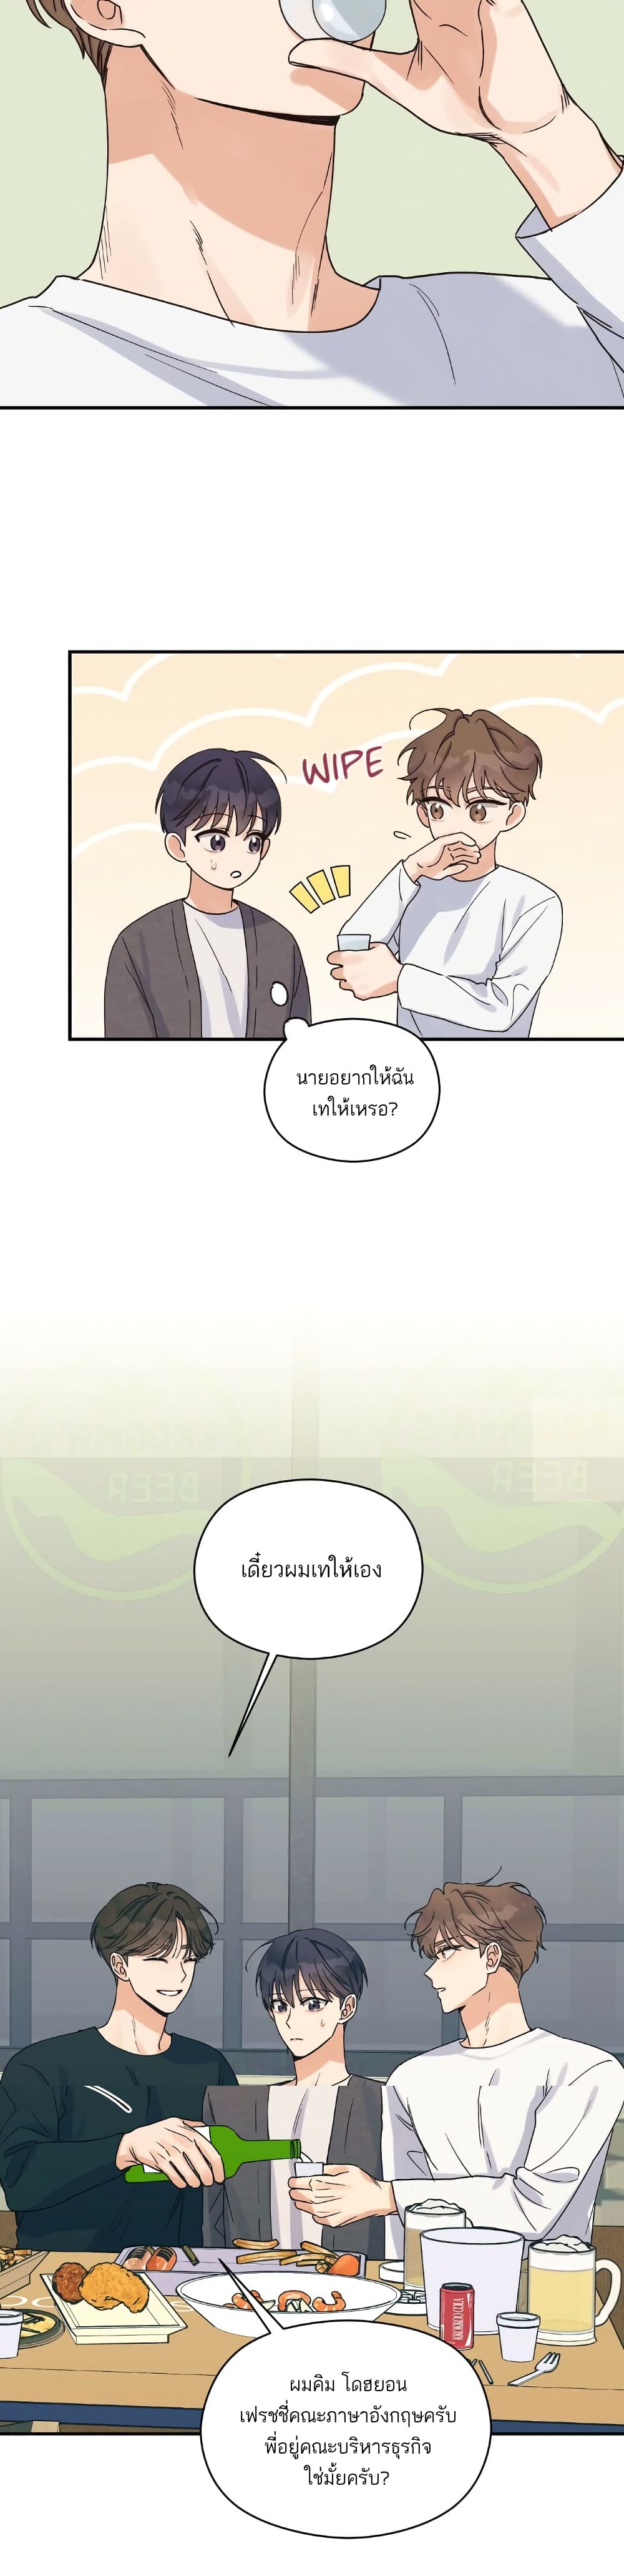 WIPE
นายอยากให้ฉัน
เทให้เหรอ?
BEER
BEER
เดี๋ยวผมเทให้เอง
ผมคิม โดฮยอน
เฟรชชี่คณะภาษาอังกฤษครับ
พี่อยู่คณะบริหารธุรกิจ
ใช่มั้ยครับ?